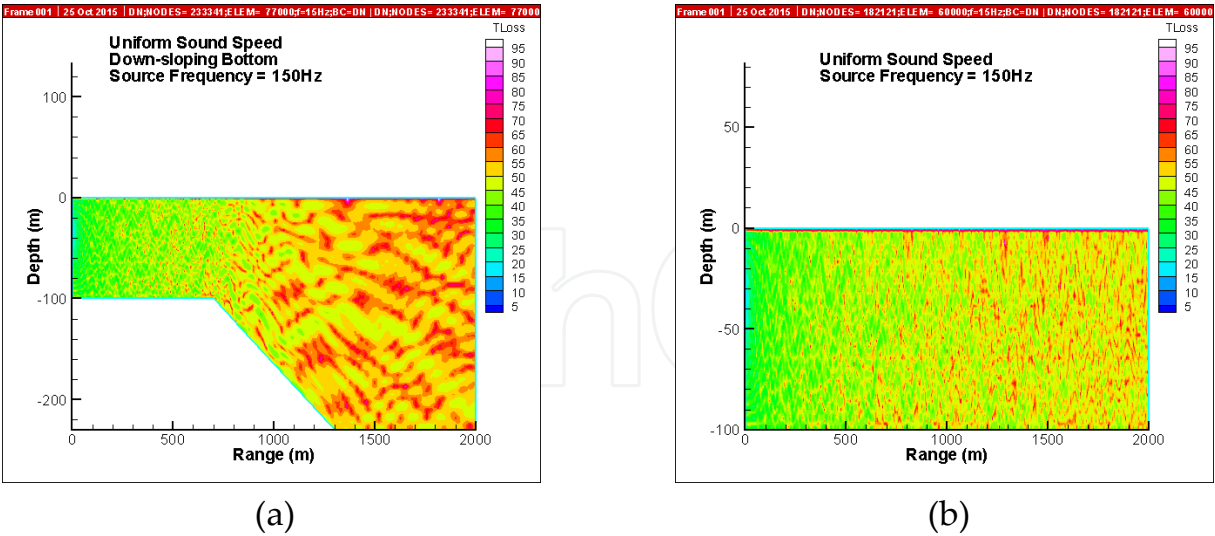 Frame 001 | 25 Oct 2015 | DN;NODES= 233341;ELEM= 77000;f=15Hz;BC=DN | DN;NODES= 233341;ELEM= 77000
Uniform Sound Speed
Down-sloping Bottom
Source Frequency = 150Hz
TLoss
95
90
85
80
75
70
65
60
55
50
45
40
35
30
25
20
15
10
5
100
0
-100
-200
Depth (m)
0 500 1000 1500 2000
Range (m)
(a)
Frame 001 | 25 Oct 2015 | DN;NODES= 182121;ELEM= 60000;f=15Hz;BC=DN | DN;NODES= 182121;ELEM= 60000
Uniform Sound Speed
Source Frequency = 150Hz
TLoss
95
90
85
80
75
70
65
60
55
50
45
40
35
30
25
20
15
10
5
50
0
-50
-100
Depth (m)
0 500 1000 1500 2000
Range (m)
(b)